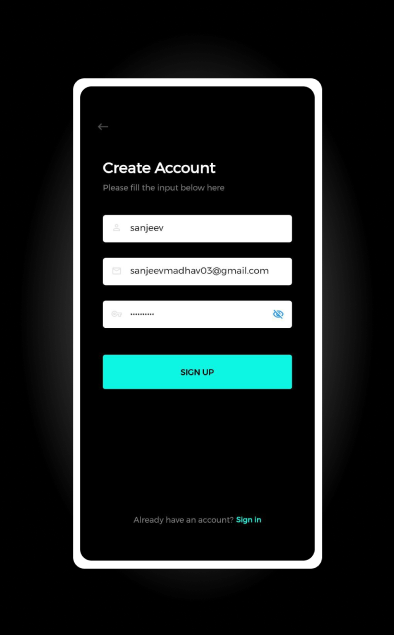 Create Account
Please fill the input below here
sanjeev
sanjeevmadhav03@gmail.com
••••••••••
SIGN UP
Already have an account? Sign in